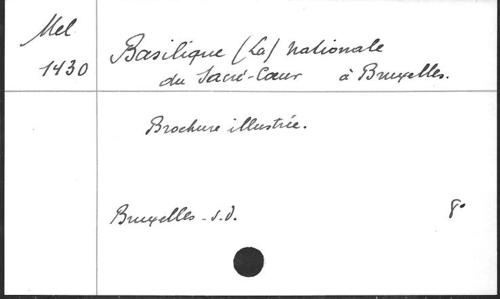 Mel
1430
Basilique (La) nationale
du Sacré-Cœur à Bruxelles.
Brochure illustrée.
Bruxelles - s.d. 8°